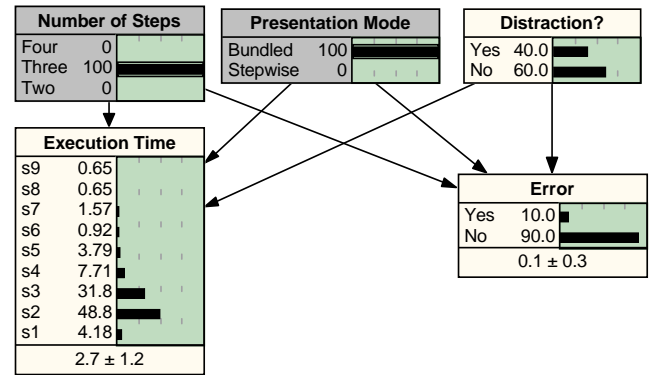 Number of Steps
Four 0
Three 100
Two 0
Presentation Mode
Bundled 100
Stepwise 0
Distraction?
Yes 40.0
No 60.0
Execution Time
s9 0.65
s8 0.65
s7 1.57
s6 0.92
s5 3.79
s4 7.71
s3 31.8
s2 48.8
s1 4.18
2.7 ± 1.2
Error
Yes 10.0
No 90.0
0.1 ± 0.3